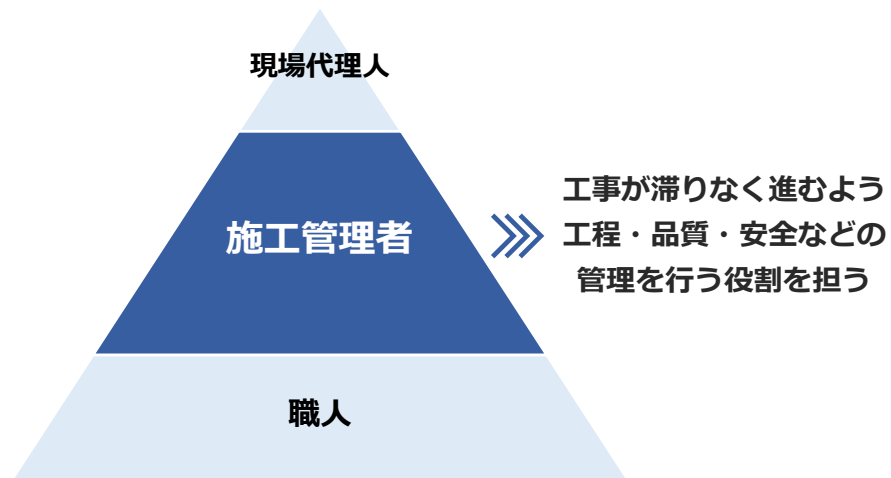 現場代理人
施工管理者
工事が滞りなく進むよう
工程・品質・安全などの
管理を行う役割を担う
職人